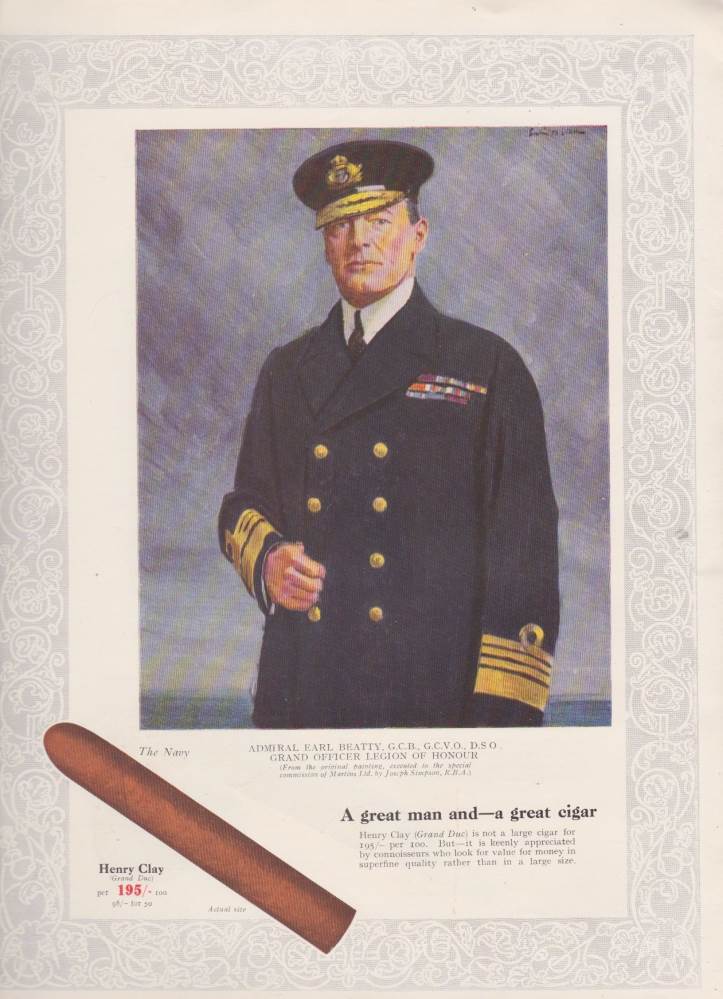 The Navy
ADMIRAL EARL BEATTY, G.C.B., G.C.V.O., D.S.O.
GRAND OFFICER LEGION OF HONOUR
(From the original painting, executed to the special
commission of Martins Ltd. by Joseph Simpson, R.B.A.)
A great man and—a great cigar
Henry Clay (Grand Duc) is not a large cigar for
195/– per 100. But—it is keenly appreciated
by connoisseurs who look for value for money in
superfine quality rather than in a large size.
Henry Clay
(Grand Duc)
per 195/- 100
98/– for 50
Actual size